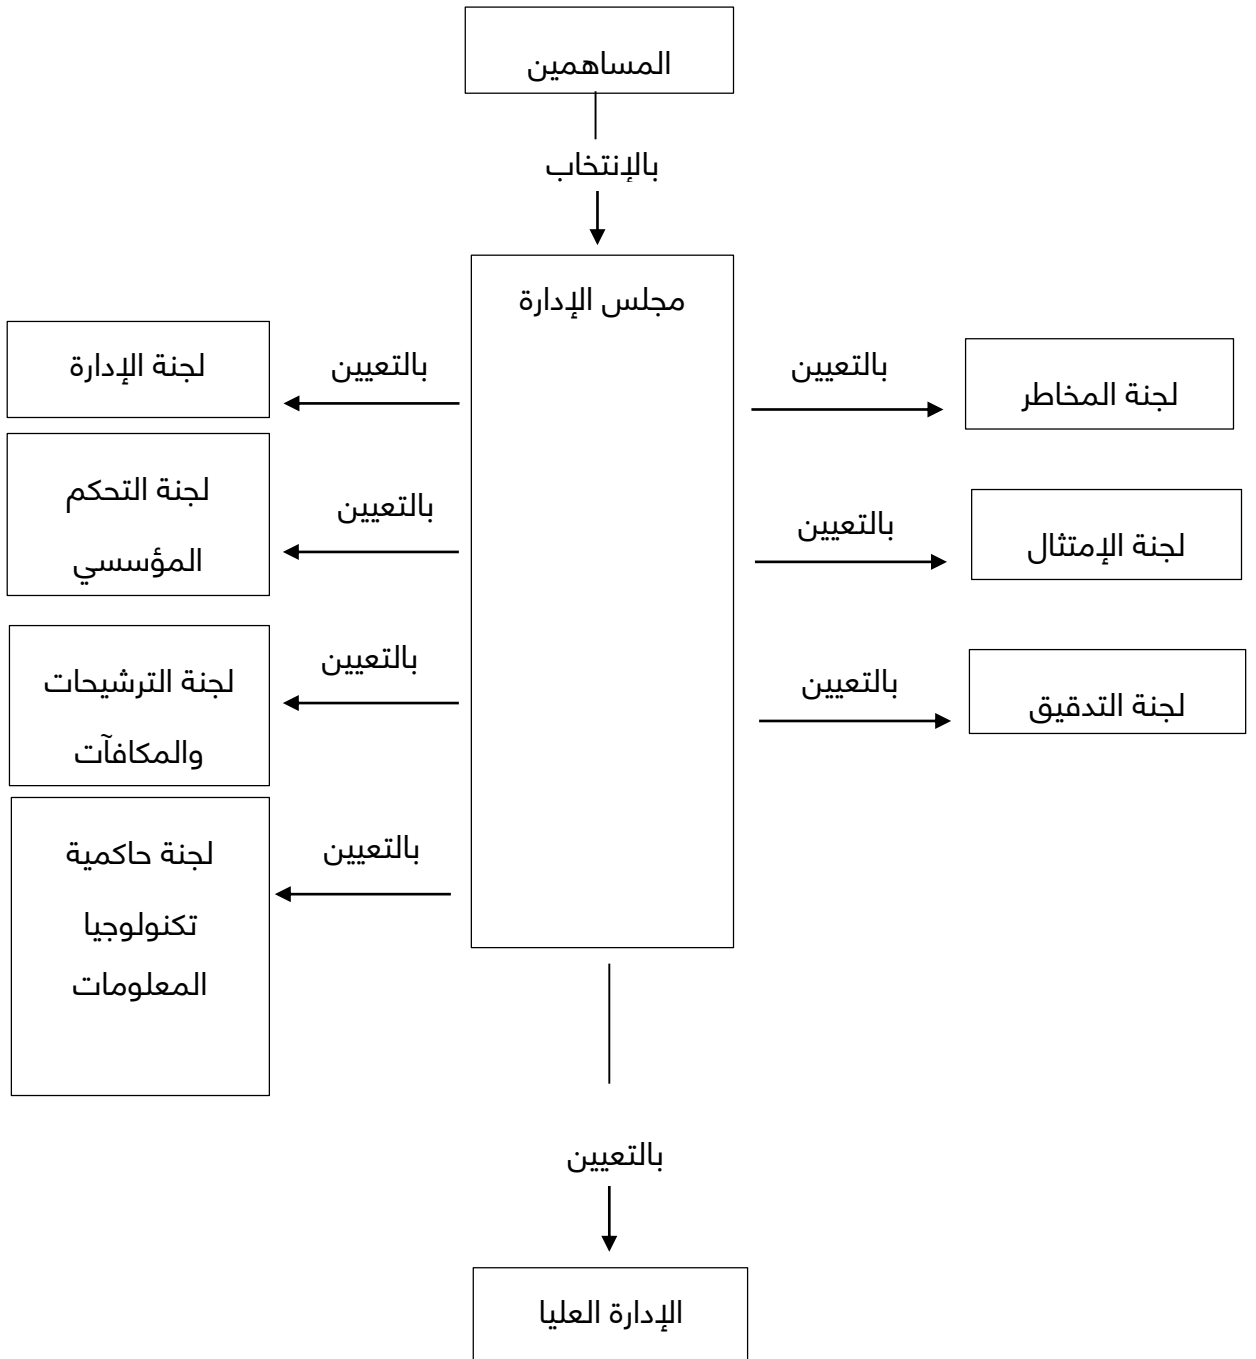 المساهمين
بالإنتخاب
مجلس الإدارة
بالتعيين
لجنة المخاطر
بالتعيين
لجنة الإمتثال
بالتعيين
لجنة التدقيق
بالتعيين
لجنة الإدارة
بالتعيين
لجنة التحكم
المؤسسي
بالتعيين
لجنة الترشيحات
والمكافآت
بالتعيين
لجنة حاكمية
تكنولوجيا
المعلومات
بالتعيين
الإدارة العليا